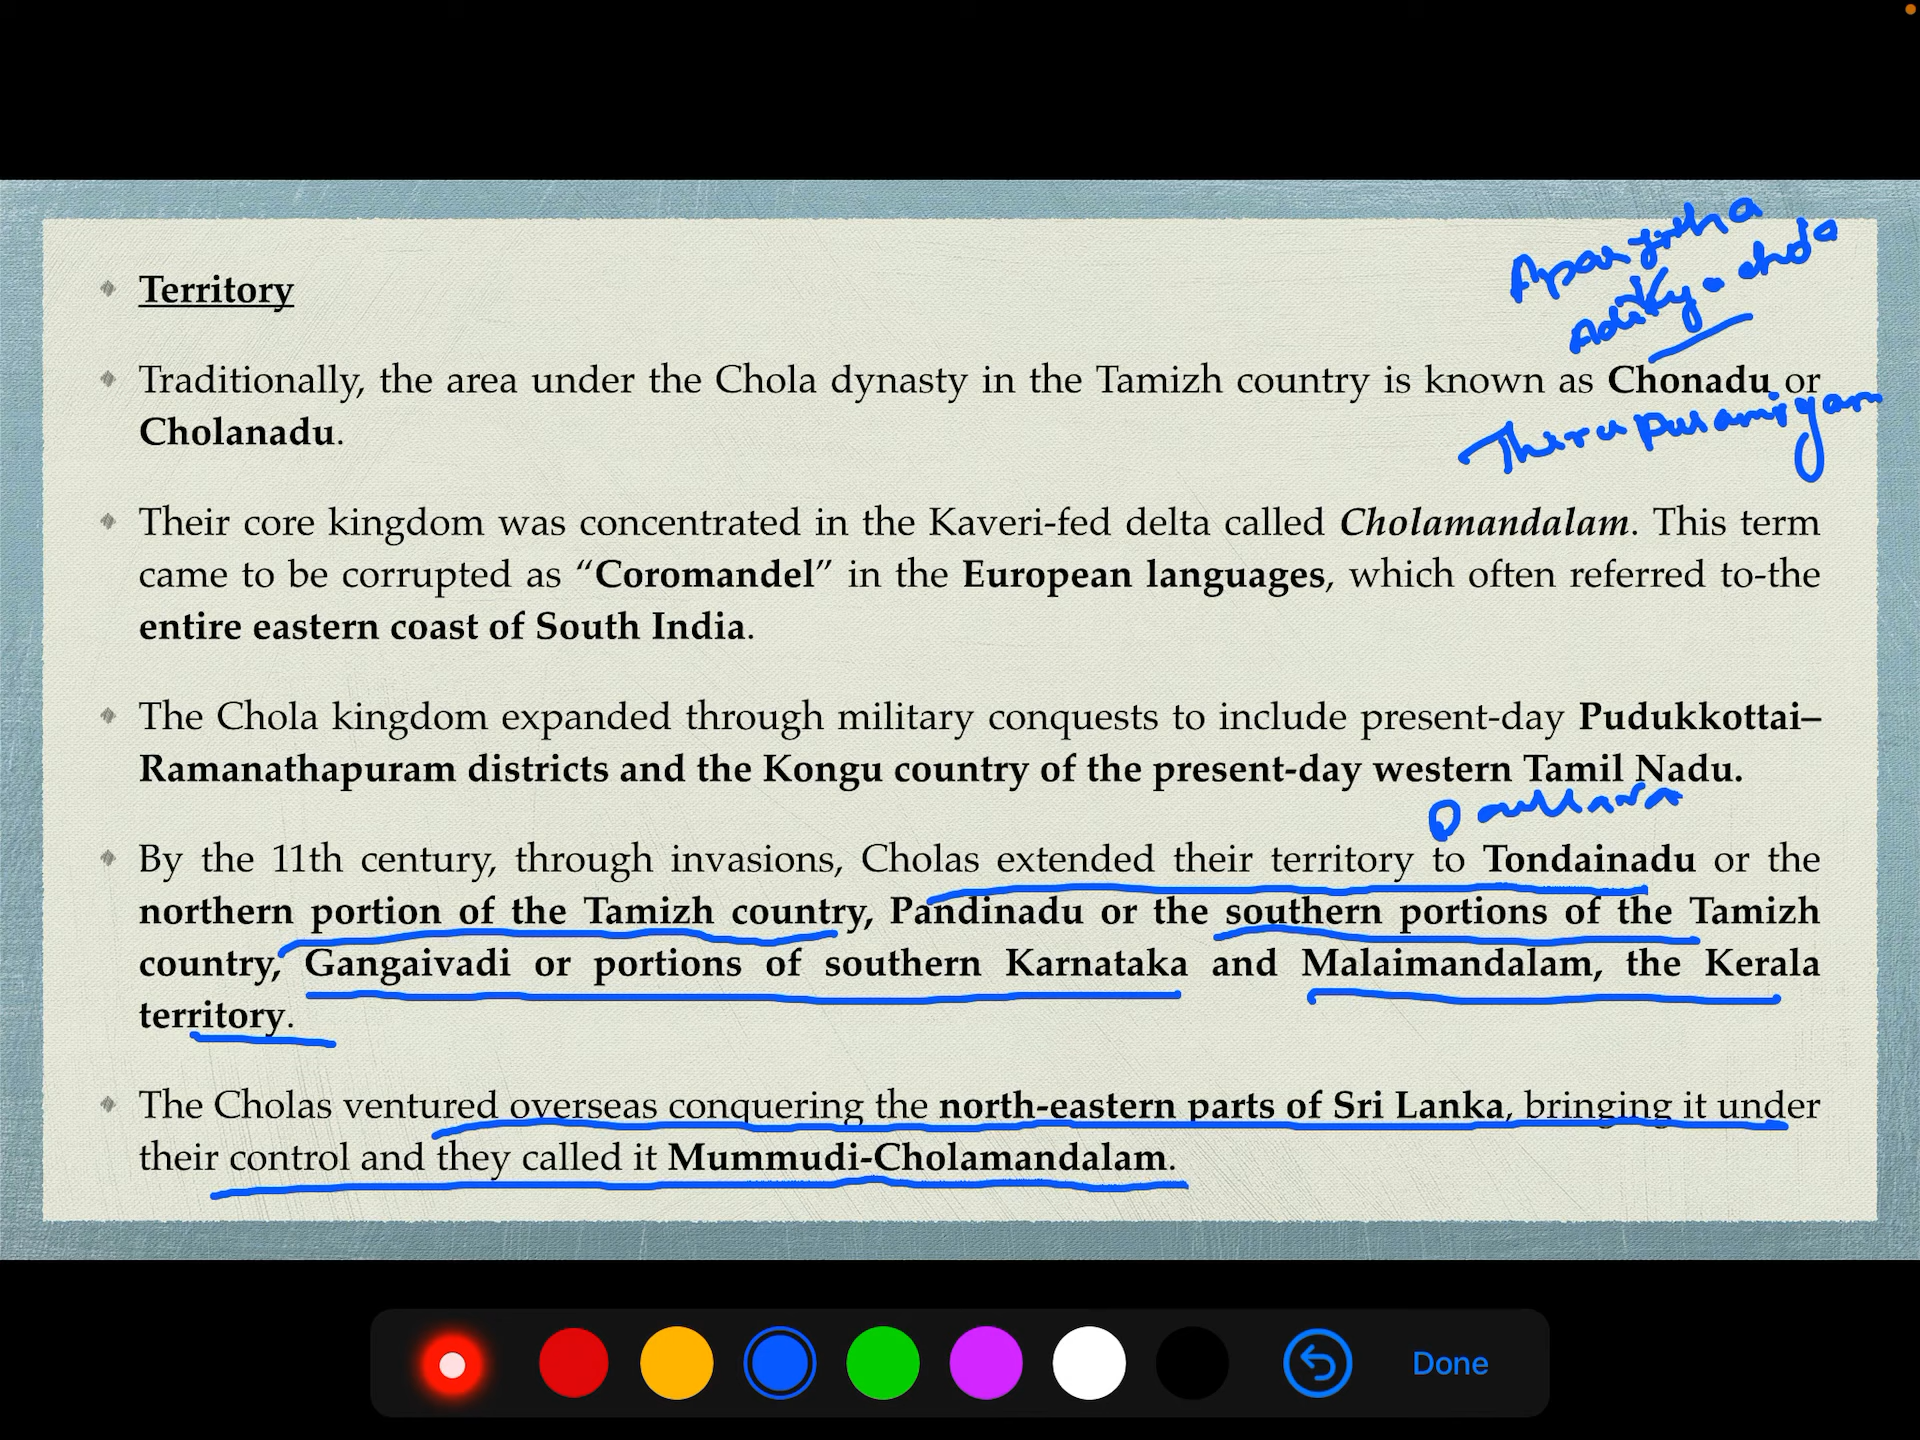 Aparajitha
Aditya chola
Territory
Traditionally, the area under the Chola dynasty in the Tamizh country is known as Chonadu or
Cholanadu.
Thirupuramiyam
Their core kingdom was concentrated in the Kaveri-fed delta called Cholamandalam. This term
came to be corrupted as “Coromandel” in the European languages, which often referred to-the
entire eastern coast of South India.
The Chola kingdom expanded through military conquests to include present-day Pudukkottai–
Ramanathapuram districts and the Kongu country of the present-day western Tamil Nadu.
By the 11th century, through invasions, Cholas extended their territory to Tondainadu or the
northern portion of the Tamizh country, Pandinadu or the southern portions of the Tamizh
country, Gangaivadi or portions of southern Karnataka and Malaimandalam, the Kerala
territory.
The Cholas ventured overseas conquering the north-eastern parts of Sri Lanka, bringing it under
their control and they called it Mummudi-Cholamandalam.
Done